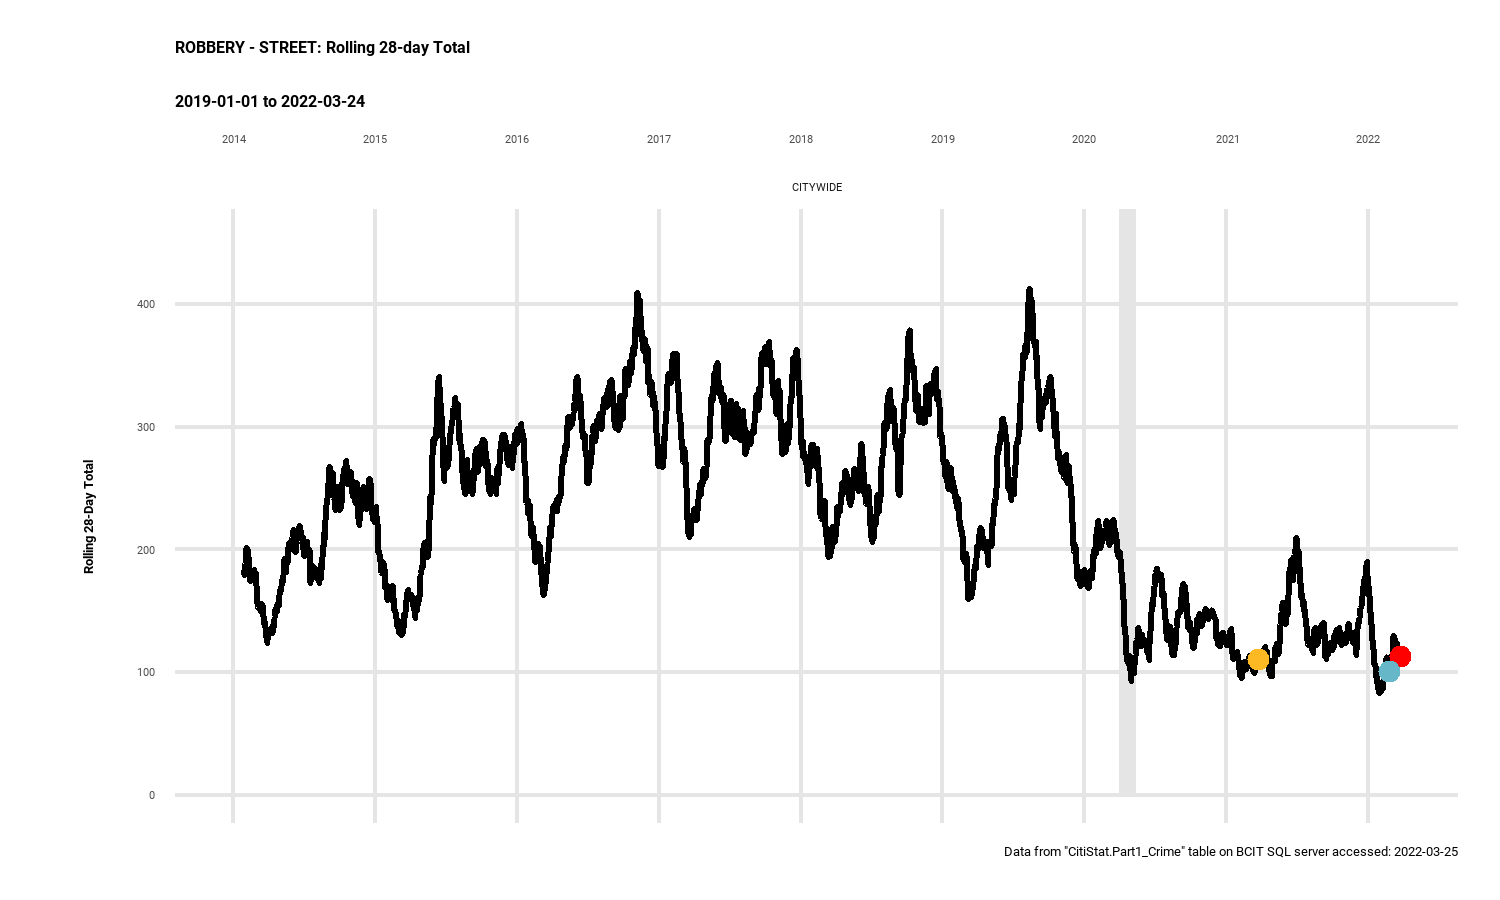 ROBBERY - STREET: Rolling 28-day Total
2019-01-01 to 2022-03-24
2014 2015 2016 2017 2018 2019 2020 2021 2022
CITYWIDE
400
300
200
100
0
Rolling 28-Day Total
Data from "CitiStat.Part1_Crime" table on BCIT SQL server accessed: 2022-03-25